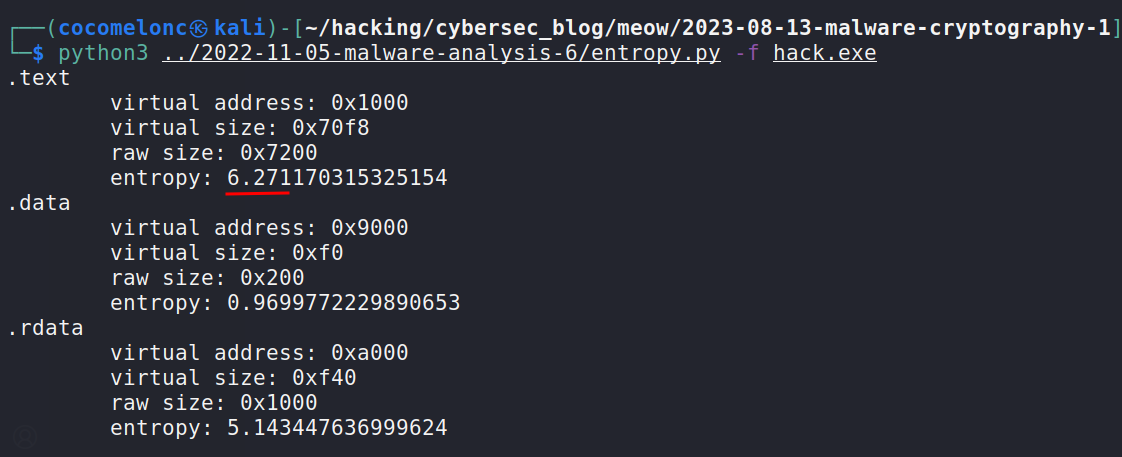 ┌──(cocomelonc㉿kali)-[~/hacking/cybersec_blog/meow/2023-08-13-malware-cryptography-1]
└─$ python3 ../2022-11-05-malware-analysis-6/entropy.py -f hack.exe
.text
        virtual address: 0x1000
        virtual size: 0x70f8
        raw size: 0x7200
        entropy: 6.271170315325154
.data
        virtual address: 0x9000
        virtual size: 0xf0
        raw size: 0x200
        entropy: 0.9699772229890653
.rdata
        virtual address: 0xa000
        virtual size: 0xf40
        raw size: 0x1000
        entropy: 5.143447636999624